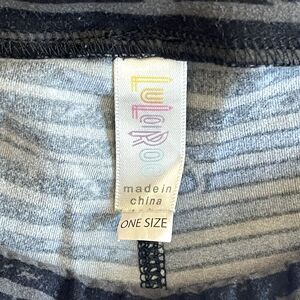 LuLaRoe
made in
china
ONE SIZE